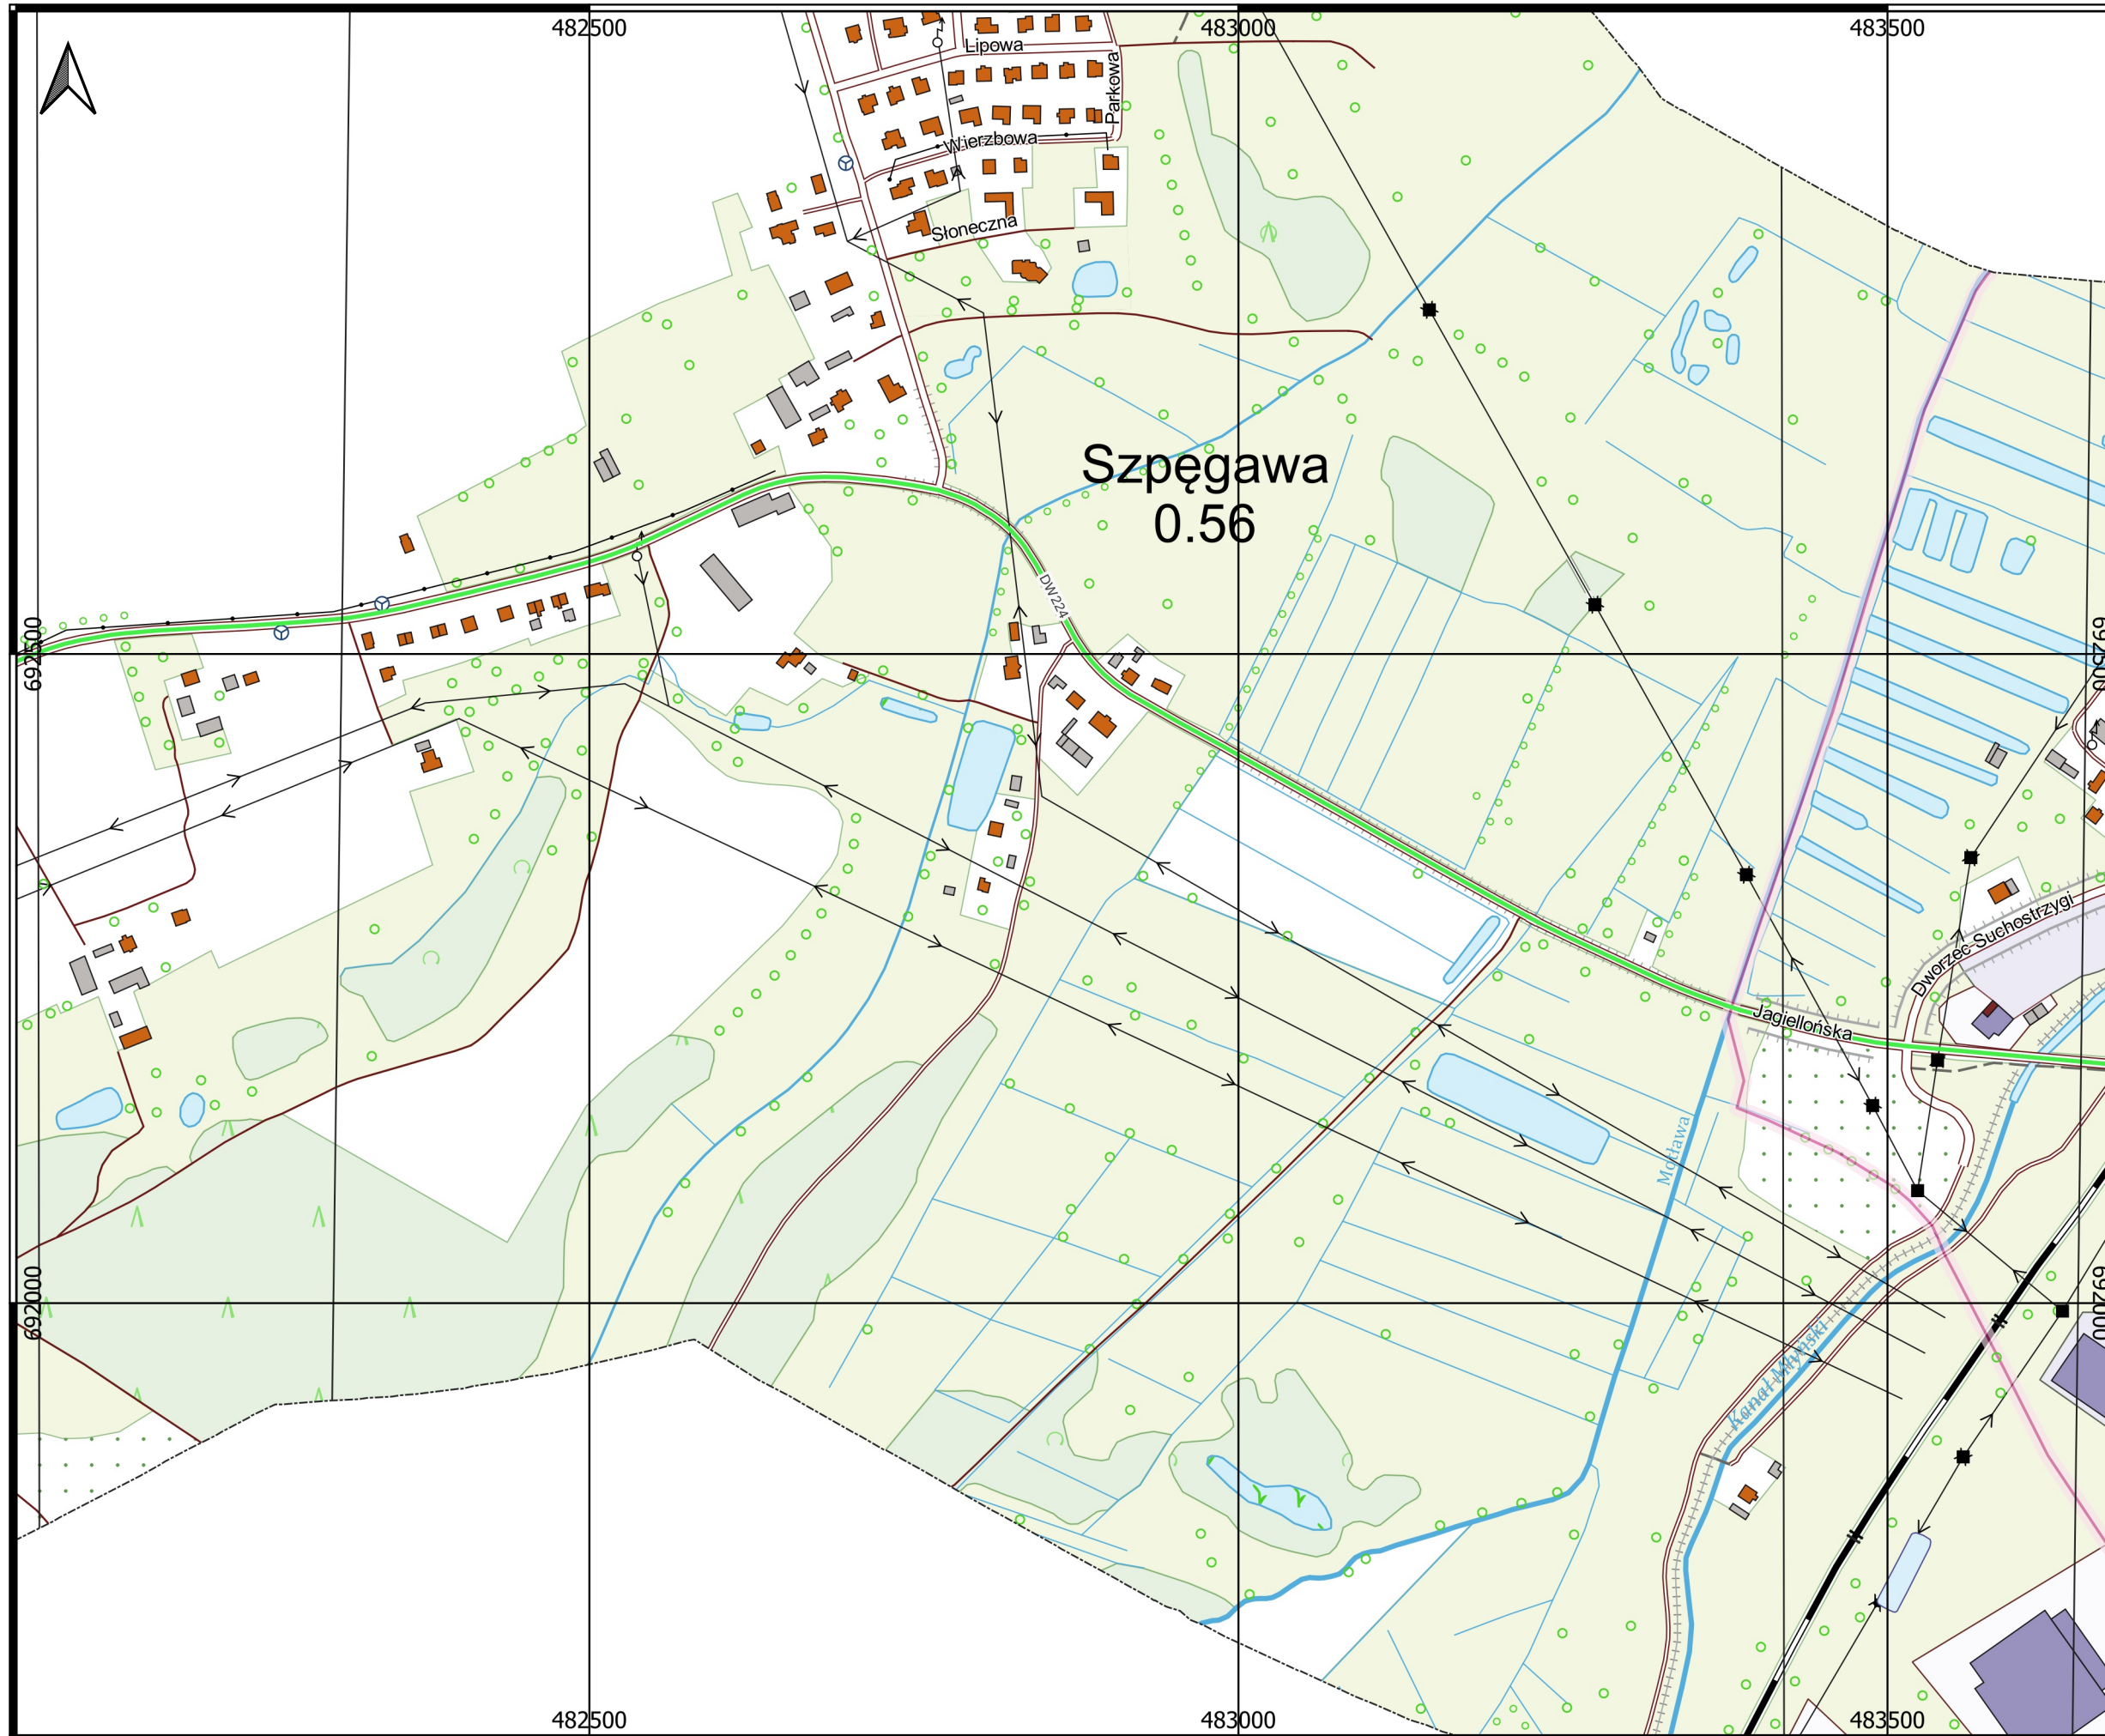 482500
483000
483500
Lipowa
Parkowa
Wierzbowa
Słoneczna
Szpęgawa
0.56
DW224
692500
692500
Dworzec Suchostrzygi
Jagiellońska
Motława
692000
692000
Kanał Młyński
482500
483000
483500